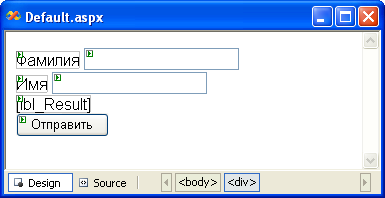 Default.aspx
Фамилия
Имя
[lbl_Result]
Отправить
Design Source <body> <div>